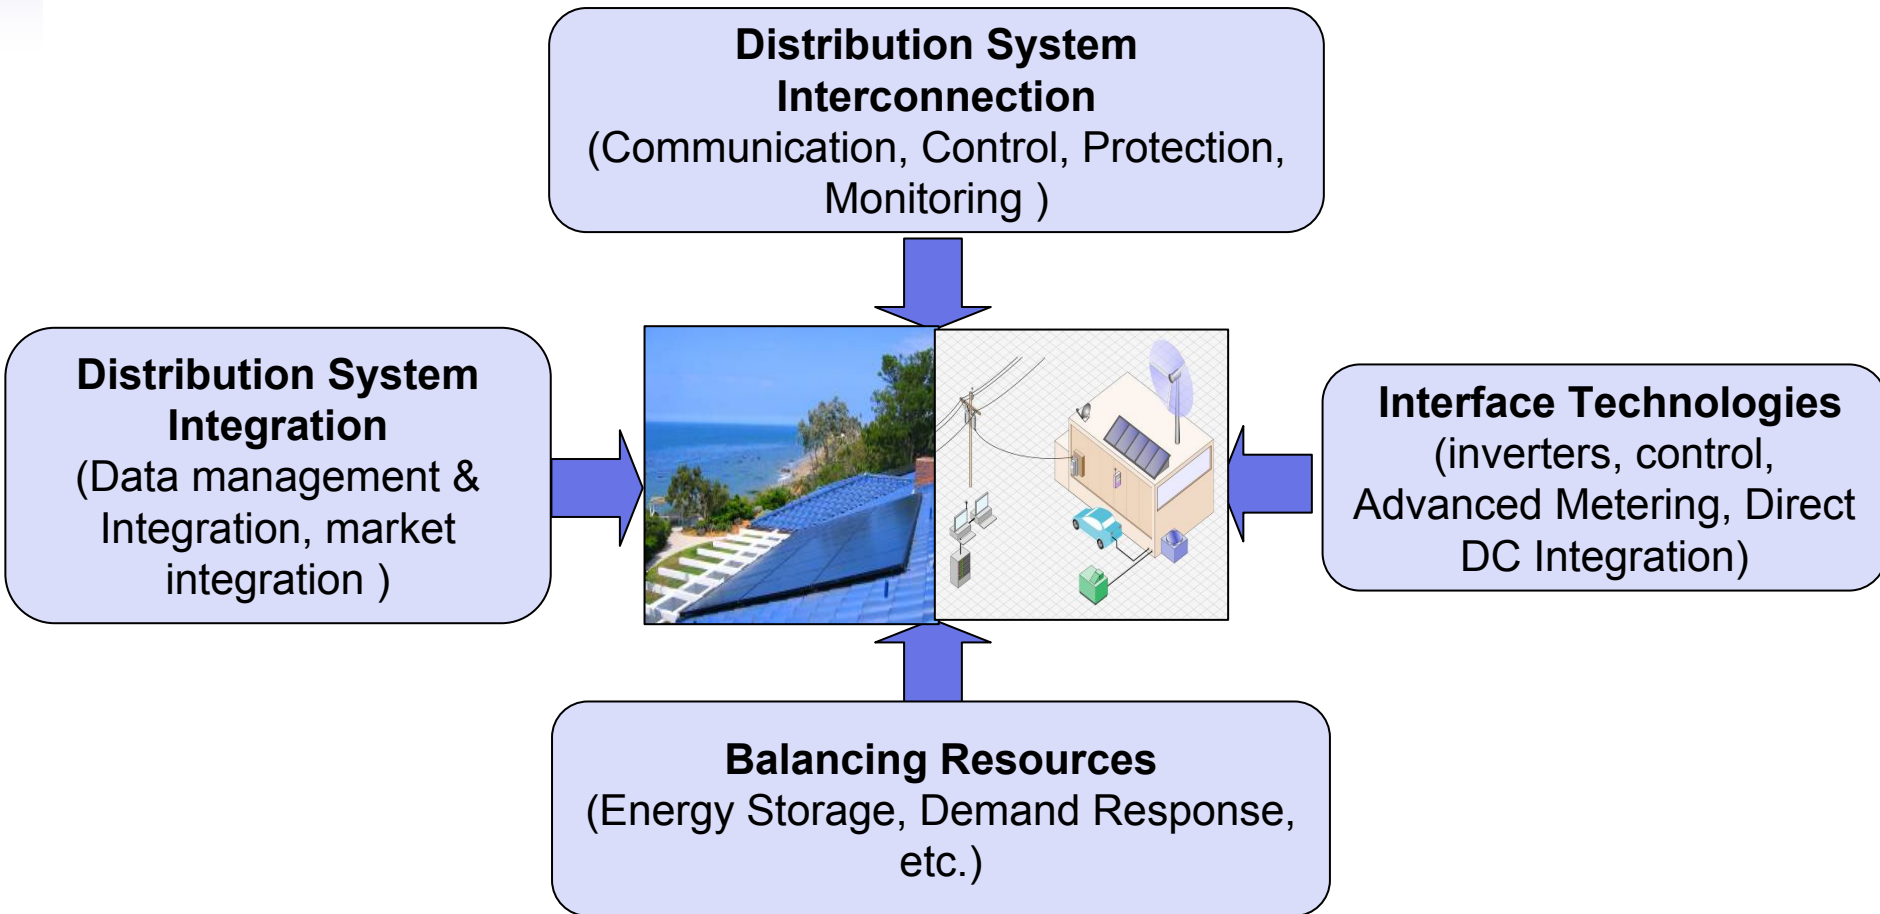 Distribution System
Interconnection
(Communication, Control, Protection,
Monitoring )
Distribution System
Integration
(Data management &
Integration, market
integration )
Interface Technologies
(inverters, control,
Advanced Metering, Direct
DC Integration)
Balancing Resources
(Energy Storage, Demand Response,
etc.)